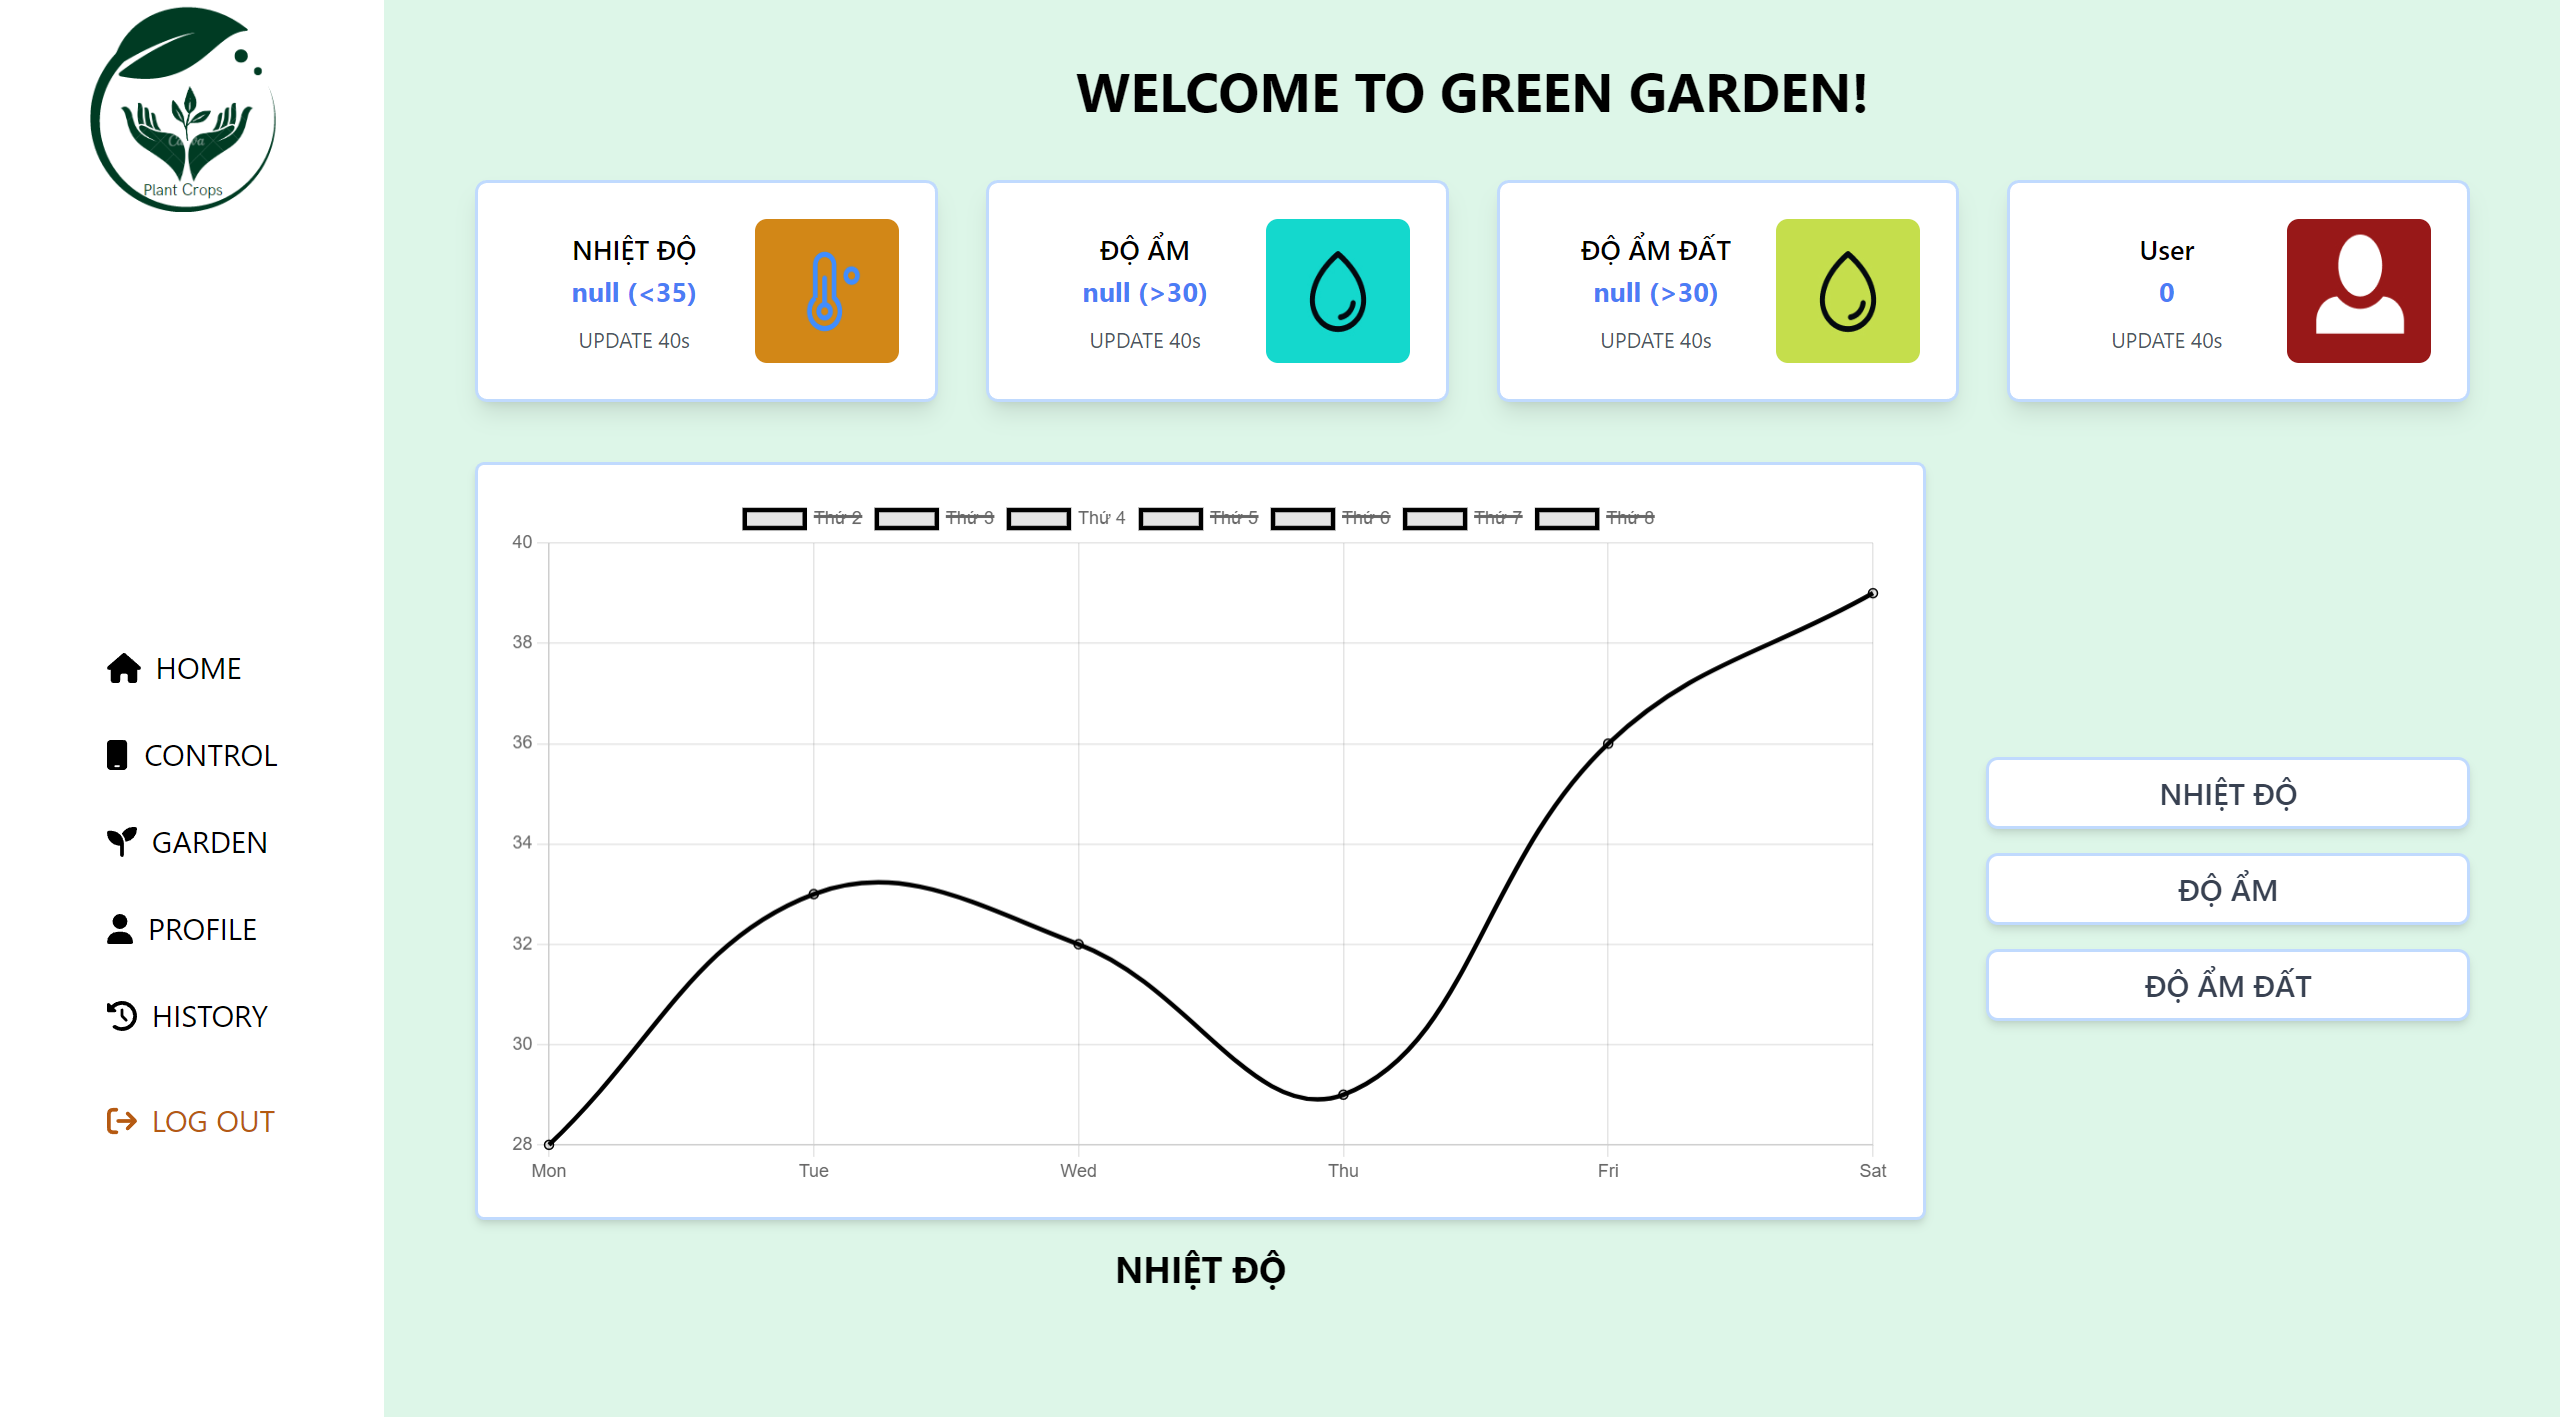 Canva
Plant Crops
HOME
CONTROL
GARDEN
PROFILE
HISTORY
LOG OUT
WELCOME TO GREEN GARDEN!
NHIỆT ĐỘ
null (<35)
UPDATE 40s
ĐỘ ẨM
null (>30)
UPDATE 40s
ĐỘ ẨM ĐẤT
null (>30)
UPDATE 40s
User
0
UPDATE 40s
Thứ 2 Thứ 3 Thứ 4 Thứ 5 Thứ 6 Thứ 7 Thứ 8
40
38
36
34
32
30
28
Mon Tue Wed Thu Fri Sat
NHIỆT ĐỘ
NHIỆT ĐỘ
ĐỘ ẨM
ĐỘ ẨM ĐẤT